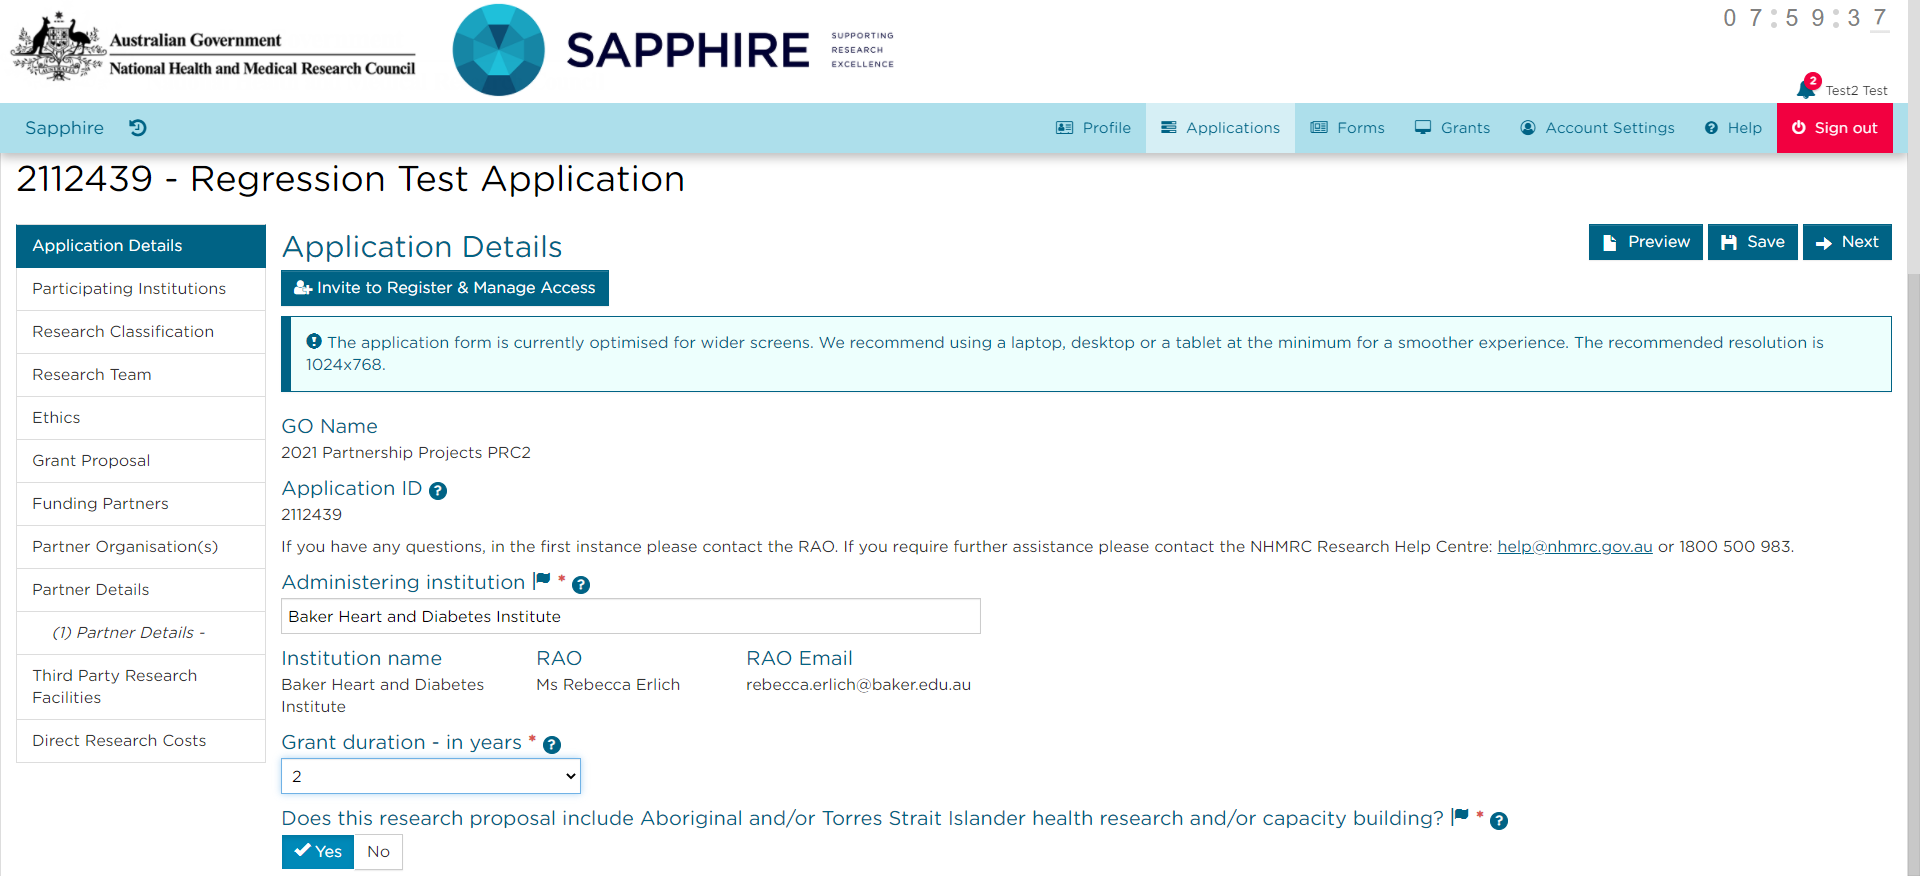 Australian Government
National Health and Medical Research Council
SAPPHIRE
SUPPORTING
RESEARCH
EXCELLENCE
07:59:37
2
Test2 Test
Sapphire
Profile
Applications
Forms
Grants
Account Settings
Help
Sign out
2112439 - Regression Test Application
Application Details
Participating Institutions
Research Classification
Research Team
Ethics
Grant Proposal
Funding Partners
Partner Organisation(s)
Partner Details
(1) Partner Details -
Third Party Research
Facilities
Direct Research Costs
Application Details
Preview
Save
Next
Invite to Register & Manage Access
The application form is currently optimised for wider screens. We recommend using a laptop, desktop or a tablet at the minimum for a smoother experience. The recommended resolution is
1024x768.
GO Name
2021 Partnership Projects PRC2
Application ID ?
2112439
If you have any questions, in the first instance please contact the RAO. If you require further assistance please contact the NHMRC Research Help Centre: help@nhmrc.gov.au or 1800 500 983.
Administering institution * ?
Baker Heart and Diabetes Institute
Institution name RAO RAO Email
Baker Heart and Diabetes Ms Rebecca Erlich rebecca.erlich@baker.edu.au
Institute
Grant duration - in years * ?
2
Does this research proposal include Aboriginal and/or Torres Strait Islander health research and/or capacity building? * ?
Yes No